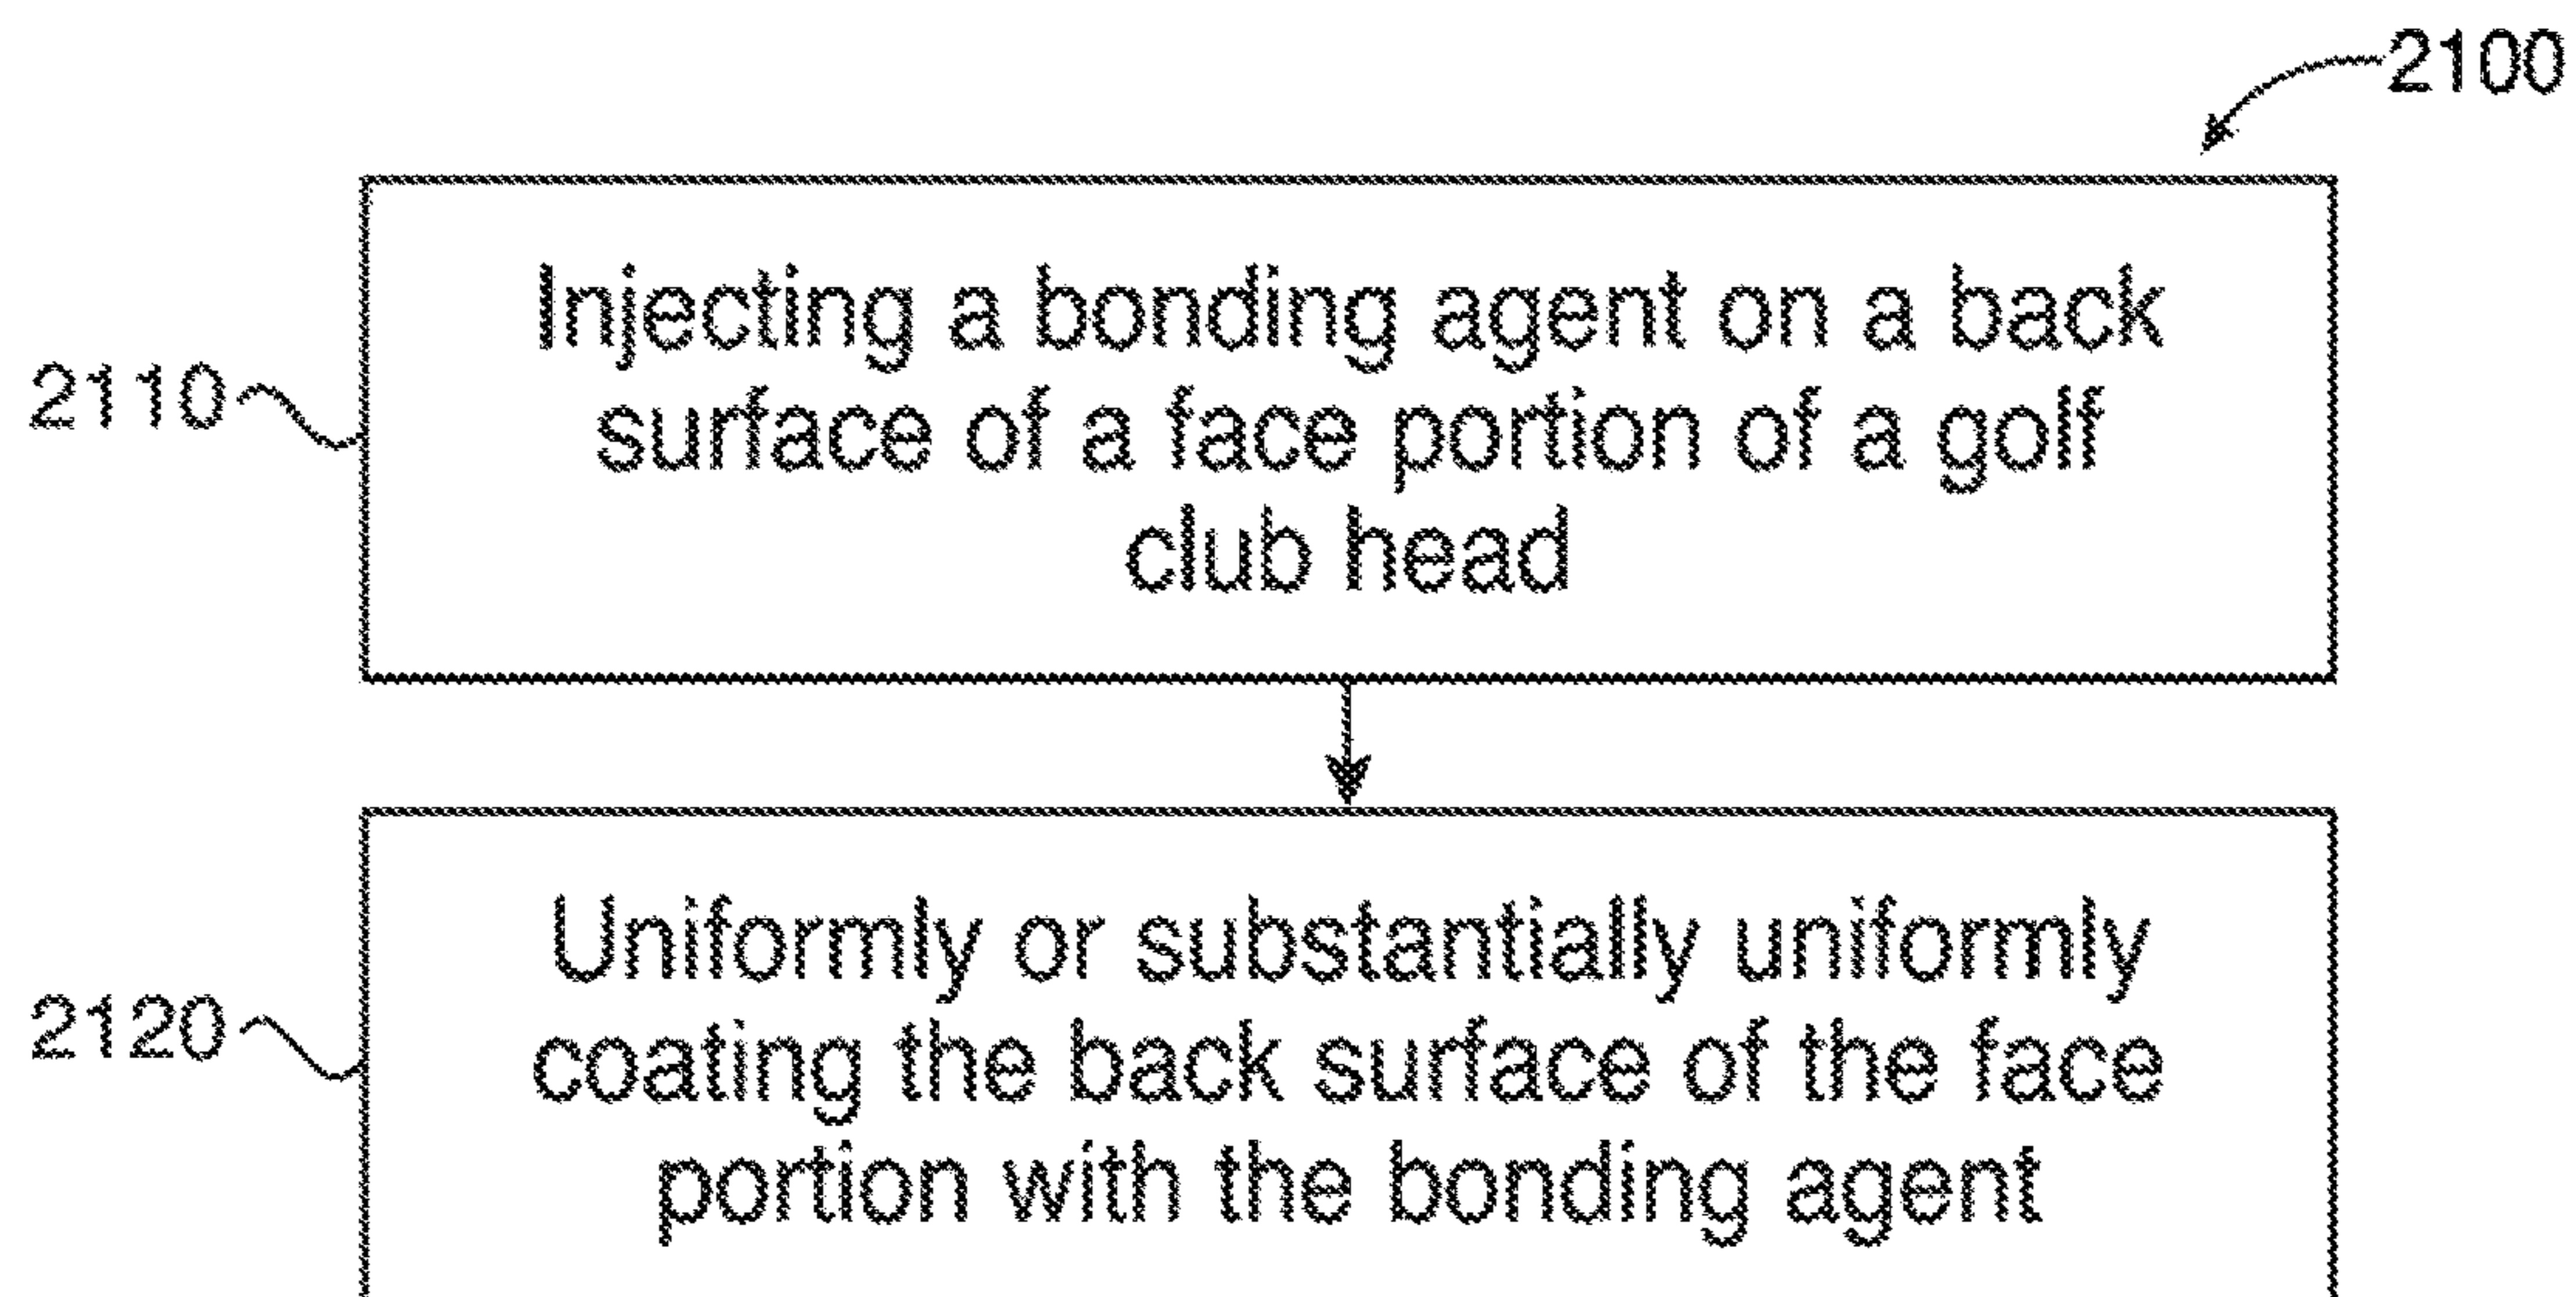 2100
2110
Injecting a bonding agent on a back
surface of a face portion of a golf
club head
2120
Uniformly or substantially uniformly
coating the back surface of the face
portion with the bonding agent